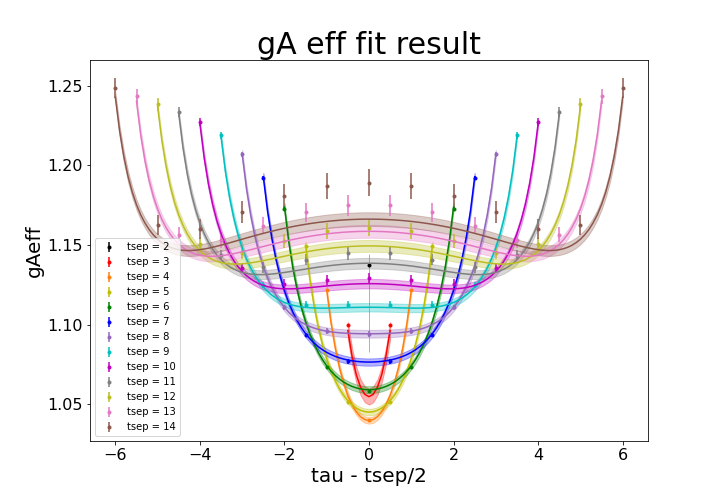 gA eff fit result
gAeff
1.25
1.20
1.15
1.10
1.05
tsep = 2
tsep = 3
tsep = 4
tsep = 5
tsep = 6
tsep = 7
tsep = 8
tsep = 9
tsep = 10
tsep = 11
tsep = 12
tsep = 13
tsep = 14
−6 −4 −2 0 2 4 6
tau - tsep/2